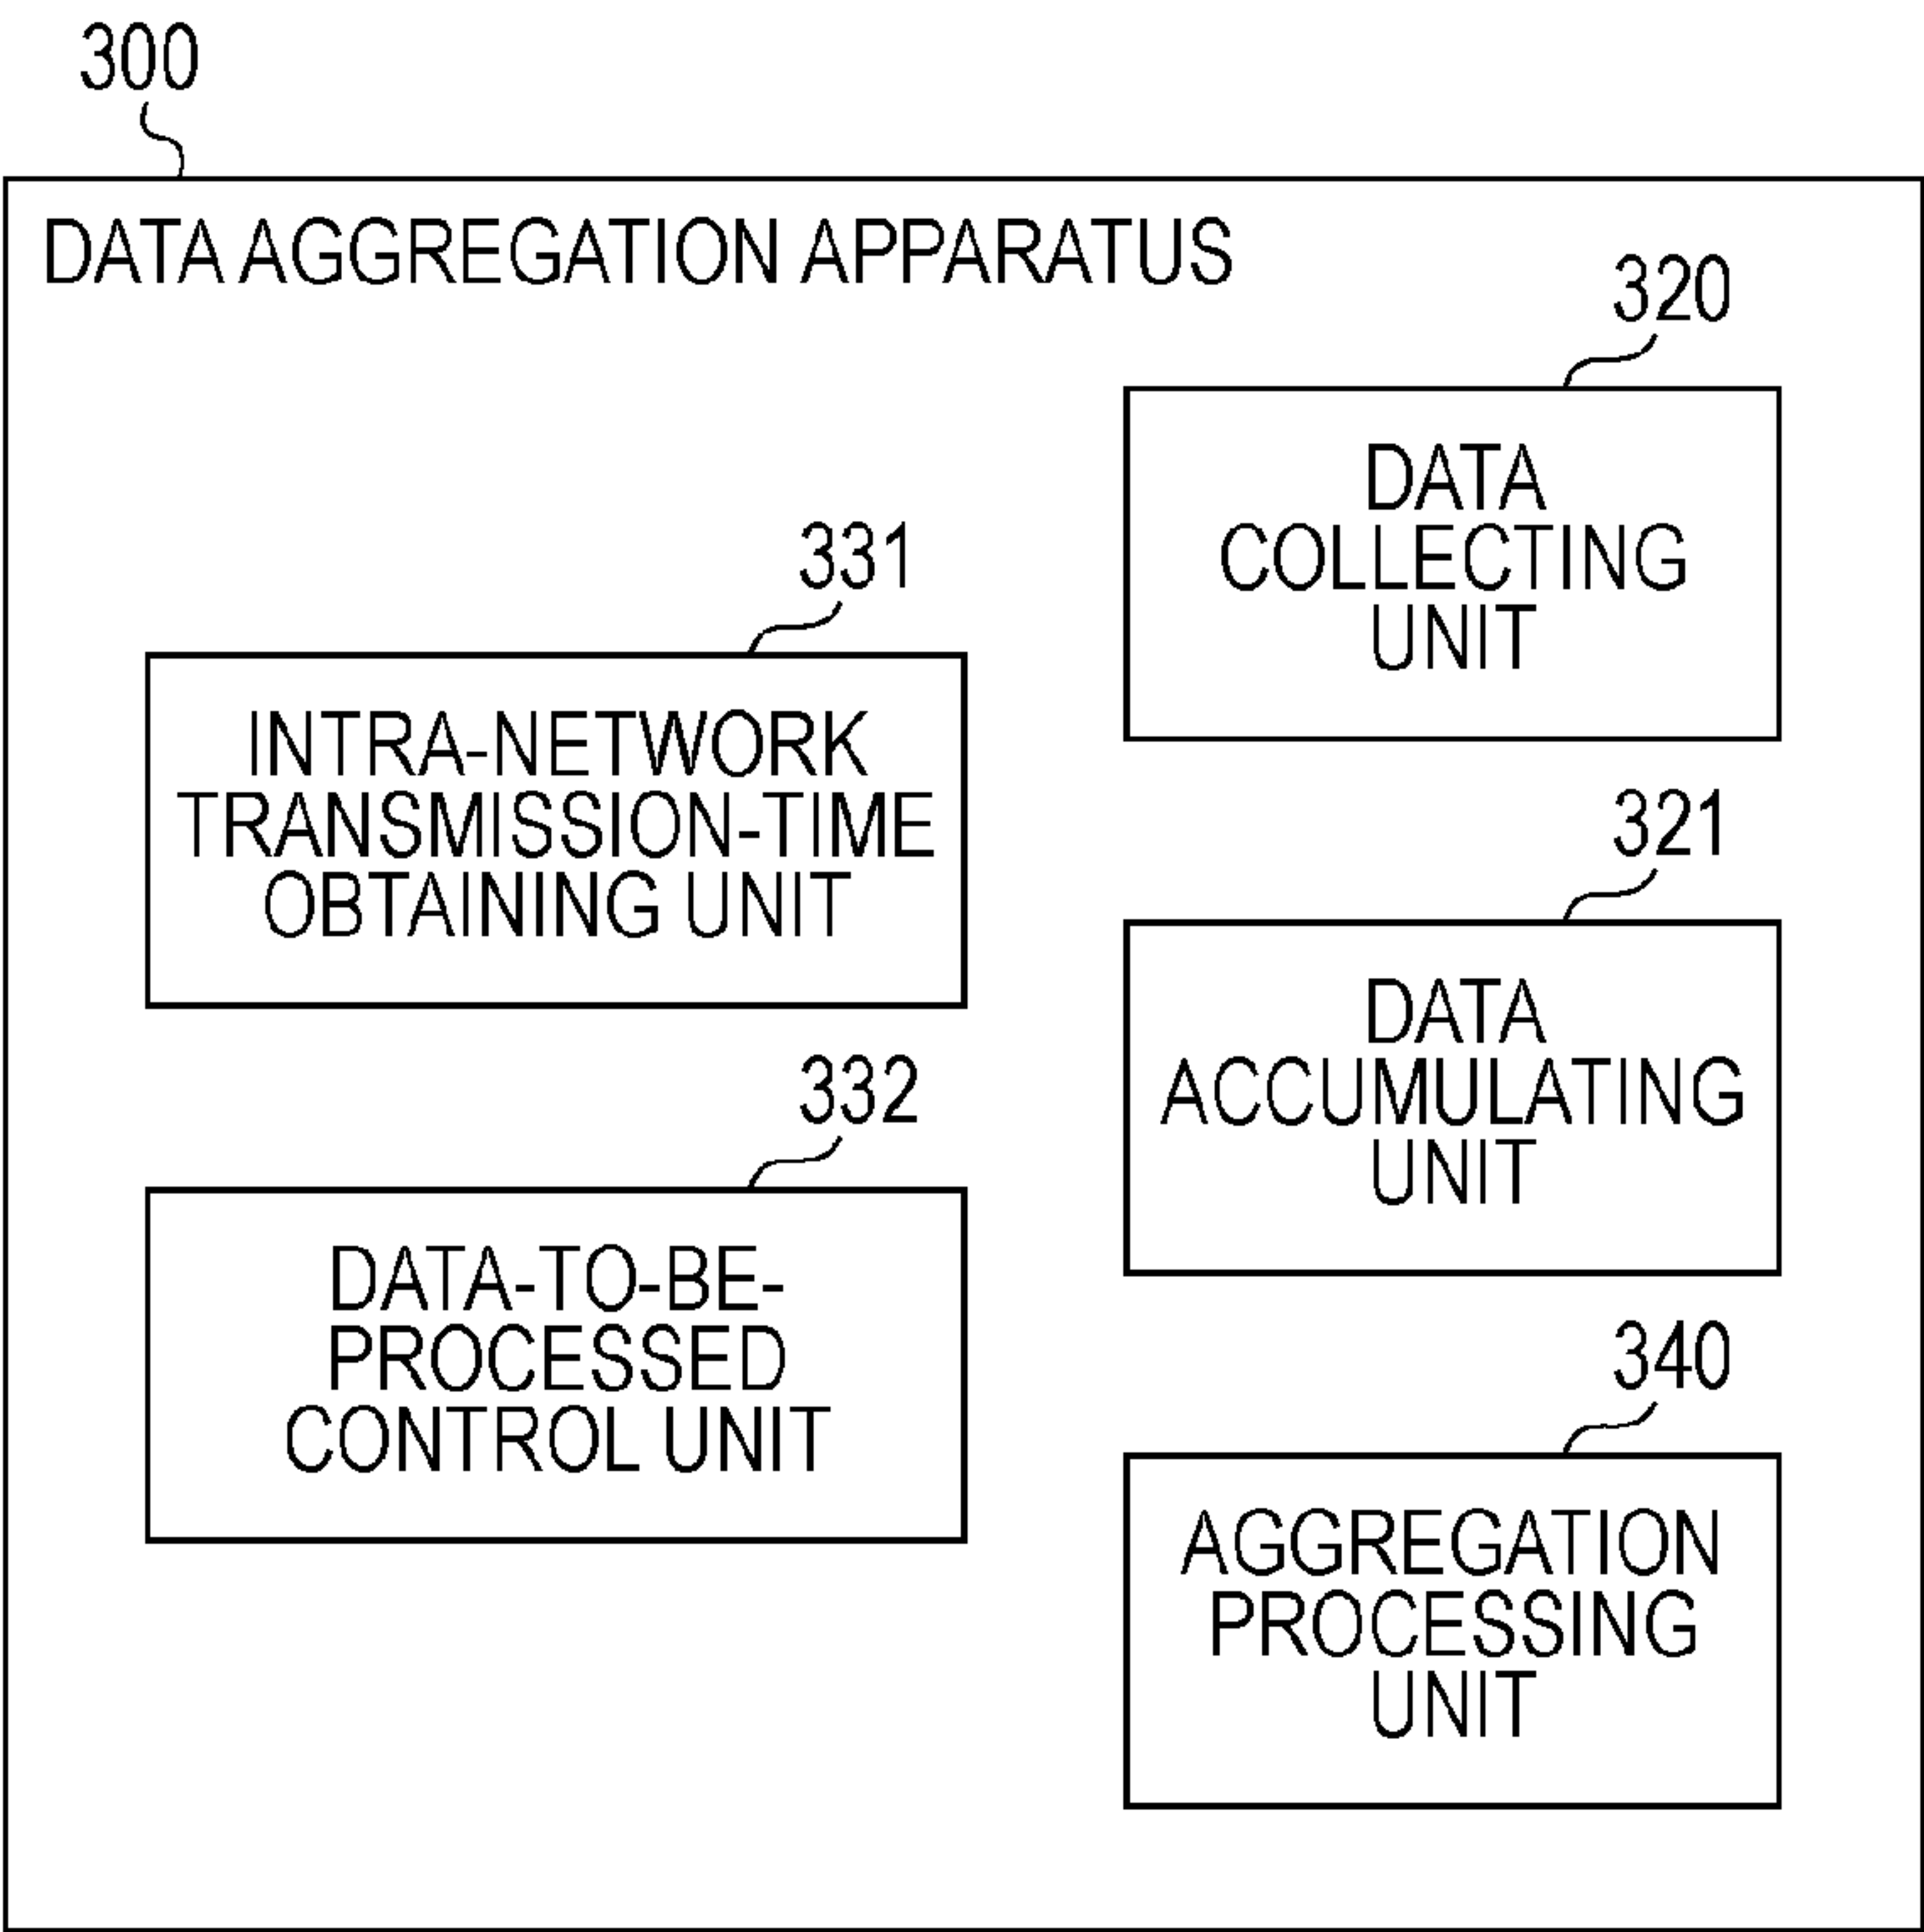 300
DATA AGGREGATION APPARATUS
320
DATA
COLLECTING
UNIT
331
INTRA-NETWORK
TRANSMISSION-TIME
OBTAINING UNIT
321
DATA
ACCUMULATING
UNIT
332
DATA-TO-BE-
PROCESSED
CONTROL UNIT
340
AGGREGATION
PROCESSING
UNIT